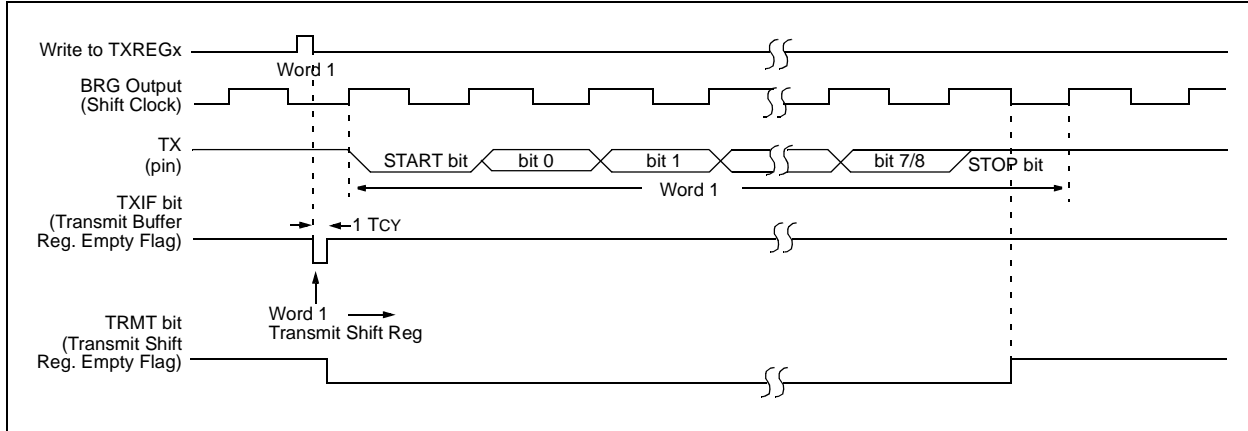 Write to TXREGx
Word 1
BRG Output
(Shift Clock)
TX
(pin)
START bit
bit 0
bit 1
bit 7/8
STOP bit
Word 1
TXIF bit
(Transmit Buffer
Reg. Empty Flag)
1 TCY
Word 1
Transmit Shift Reg
TRMT bit
(Transmit Shift
Reg. Empty Flag)